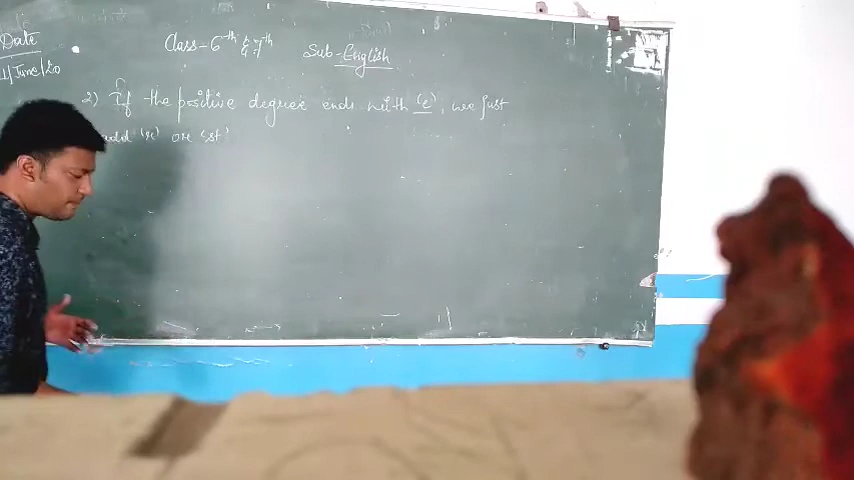 Date
Class-6th & 7th
Sub-English
/June/20
2) If the positive degree ends with 'e', we just
add 'r' or 'st'